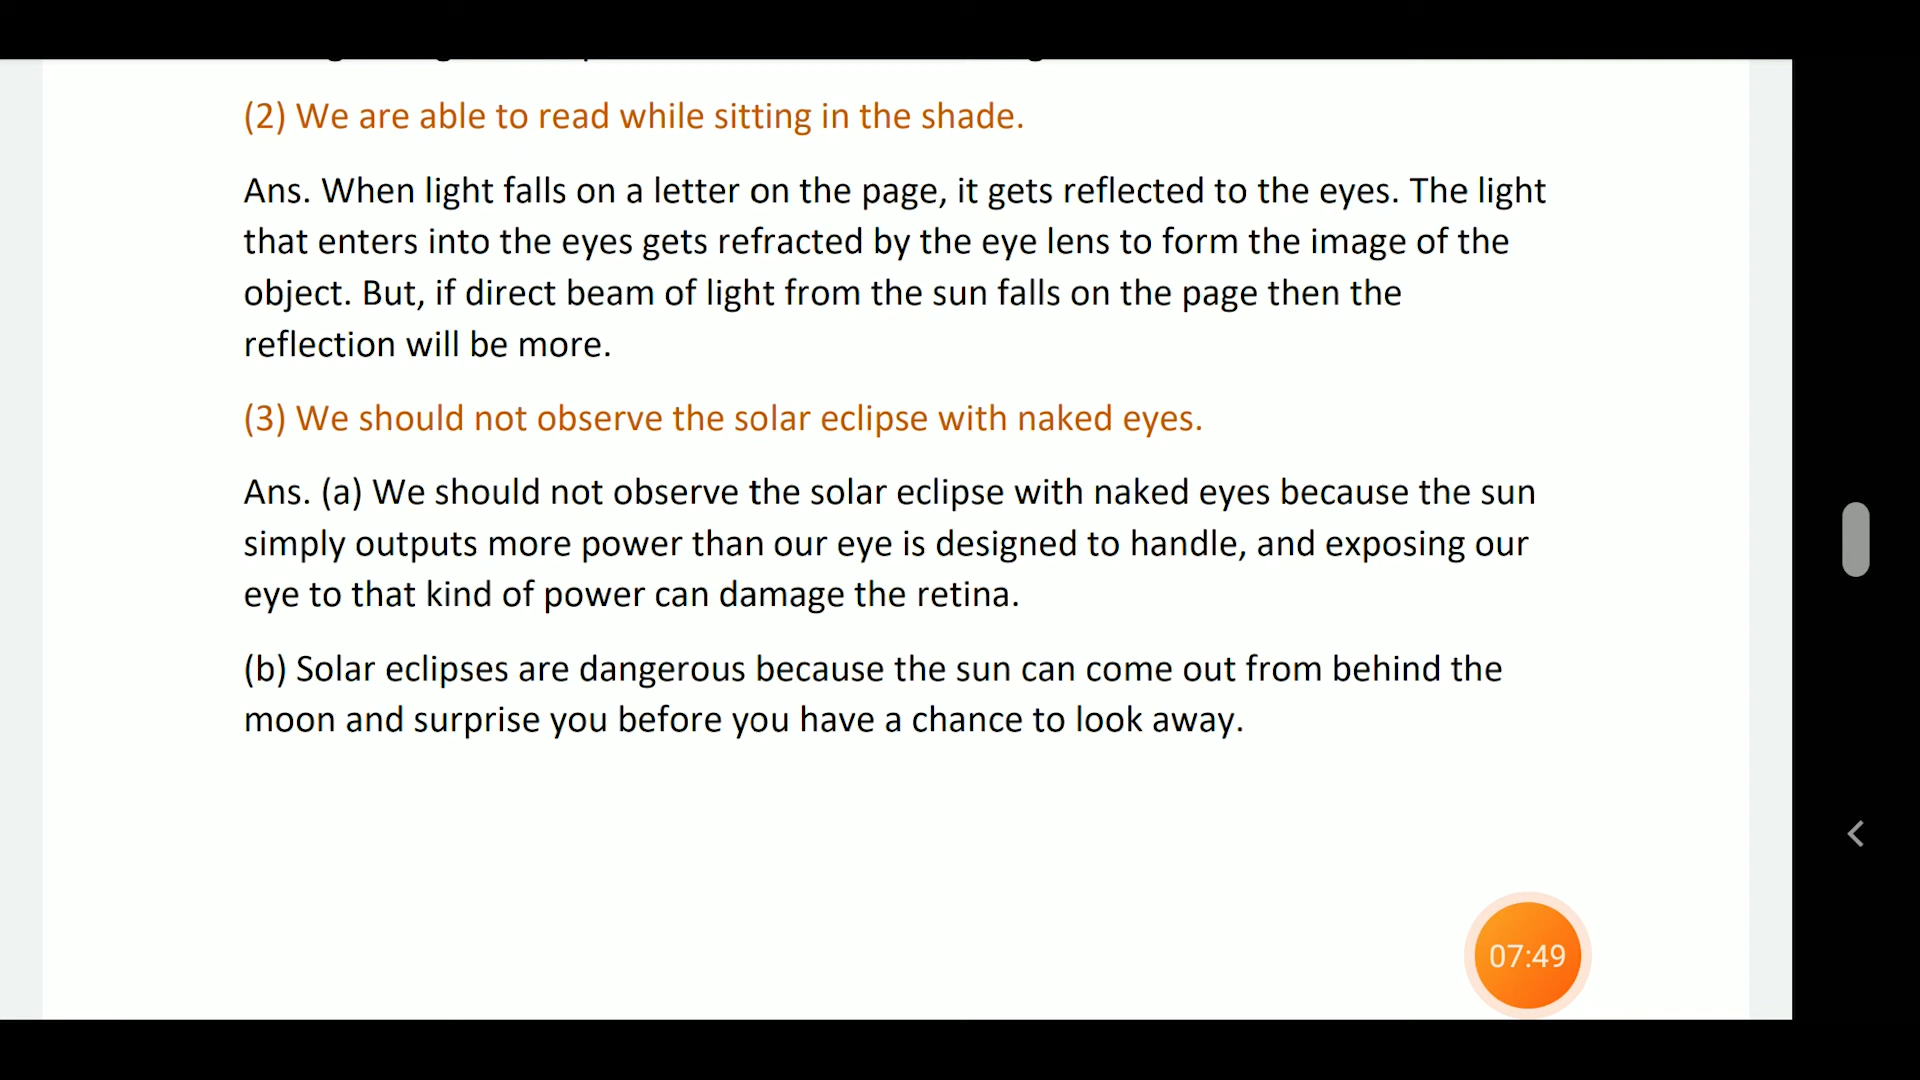 (2) We are able to read while sitting in the shade.
Ans. When light falls on a letter on the page, it gets reflected to the eyes. The light
that enters into the eyes gets refracted by the eye lens to form the image of the
object. But, if direct beam of light from the sun falls on the page then the
reflection will be more.
(3) We should not observe the solar eclipse with naked eyes.
Ans. (a) We should not observe the solar eclipse with naked eyes because the sun
simply outputs more power than our eye is designed to handle, and exposing our
eye to that kind of power can damage the retina.
(b) Solar eclipses are dangerous because the sun can come out from behind the
moon and surprise you before you have a chance to look away.
07:49